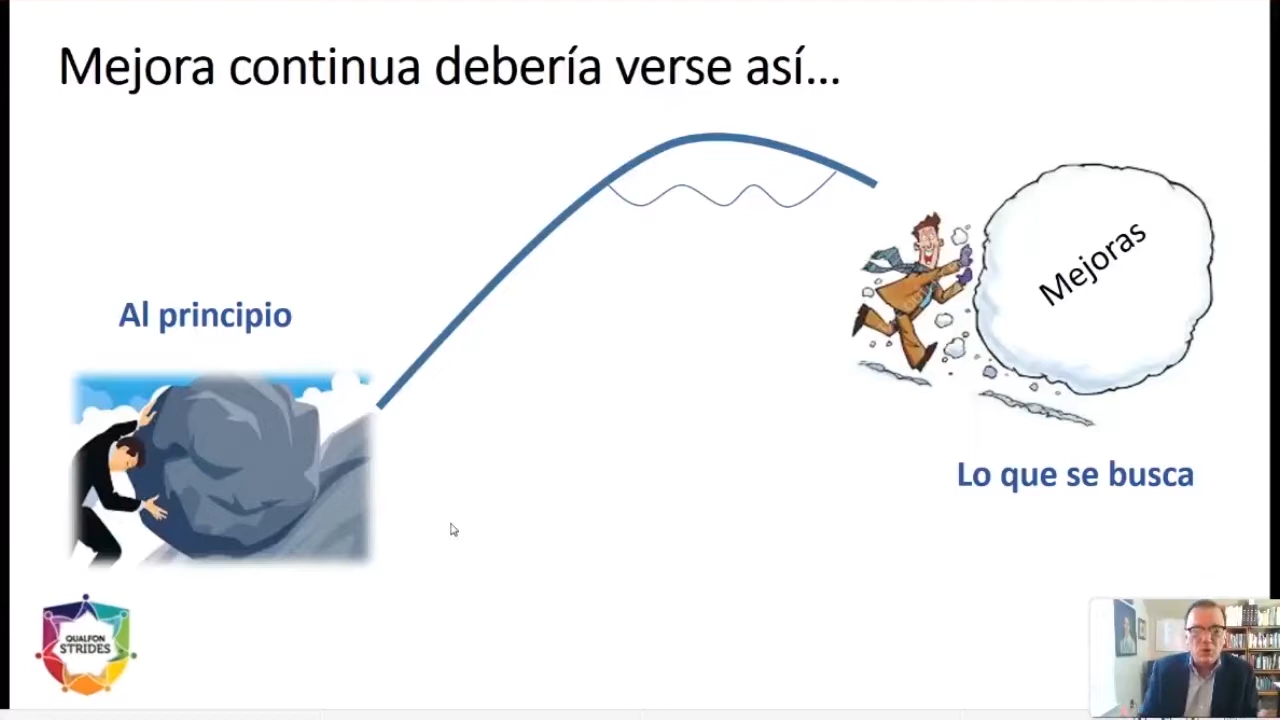 Mejora continua debería verse así...
Al principio
Mejoras
Lo que se busca
QUALFON
STRIDES